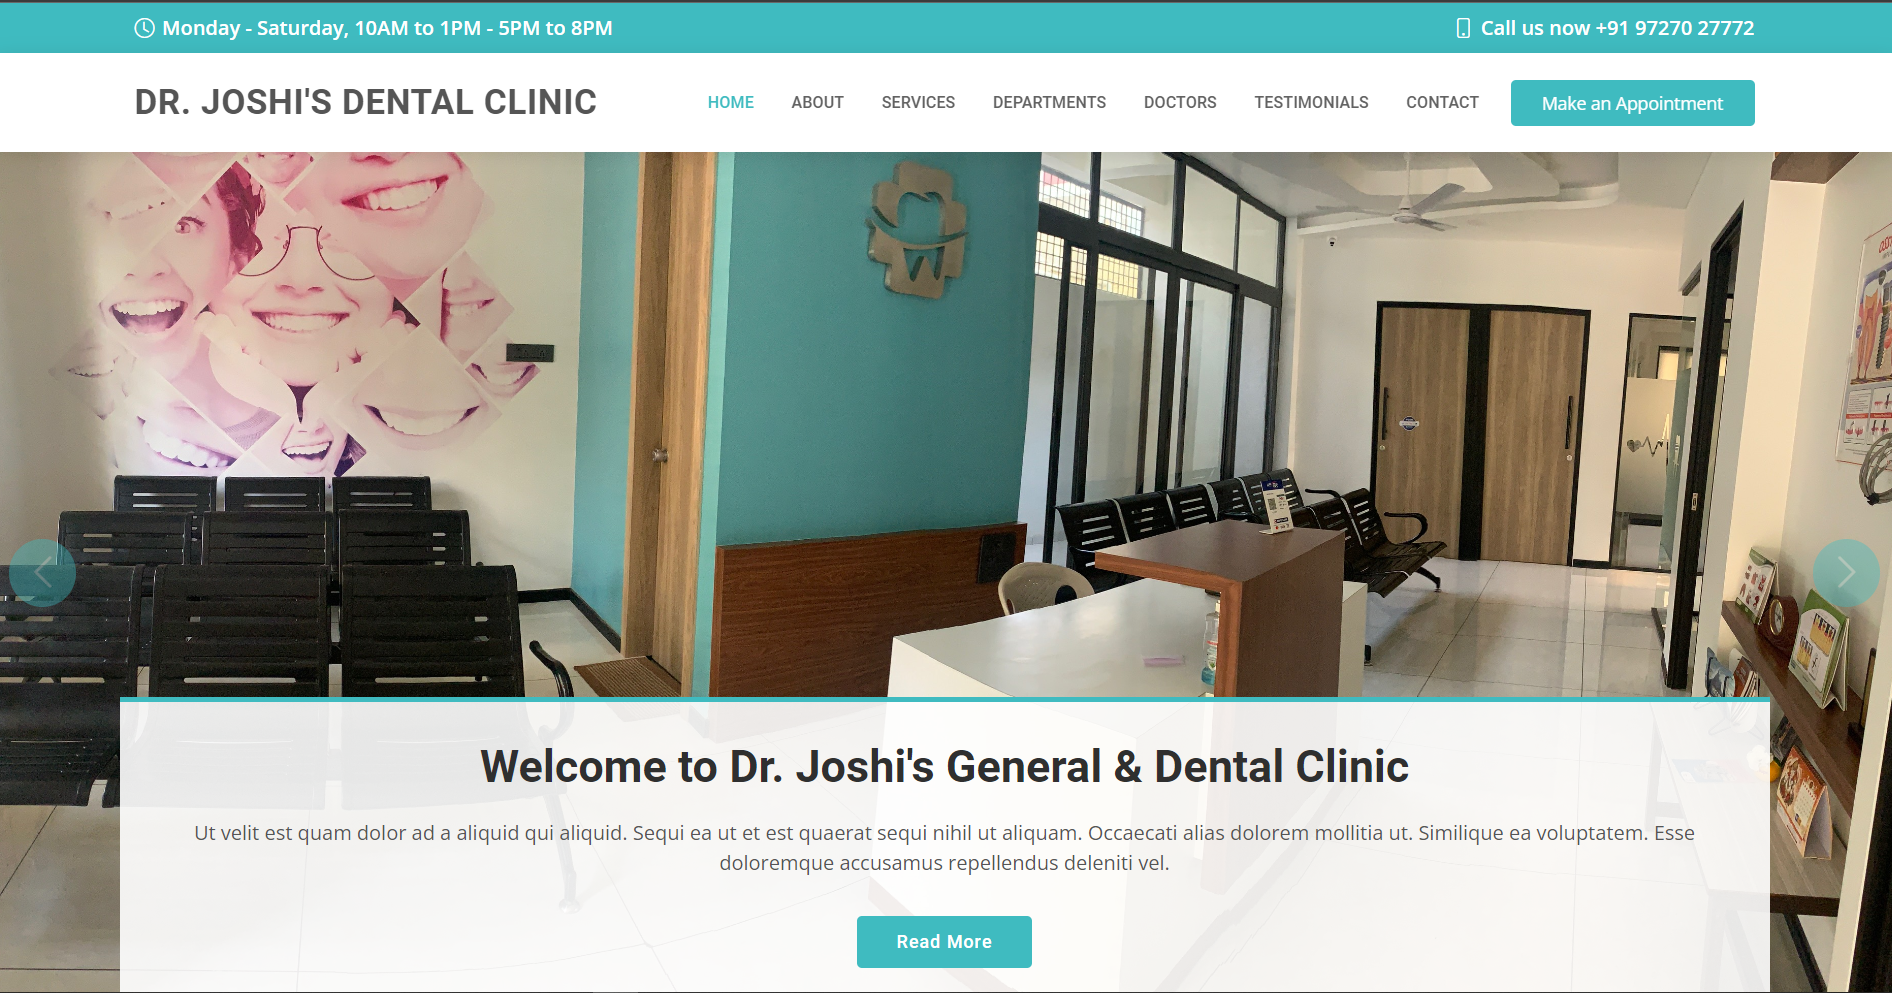 Monday - Saturday, 10AM to 1PM - 5PM to 8PM
Call us now +91 97270 27772
DR. JOSHI'S DENTAL CLINIC
HOME ABOUT SERVICES DEPARTMENTS DOCTORS TESTIMONIALS CONTACT
Make an Appointment
Welcome to Dr. Joshi's General & Dental Clinic
Ut velit est quam dolor ad a aliquid qui aliquid. Sequi ea ut et est quaerat sequi nihil ut aliquam. Occaecati alias dolorem mollitia ut. Similique ea voluptatem. Esse
doloremque accusamus repellendus deleniti vel.
Read More